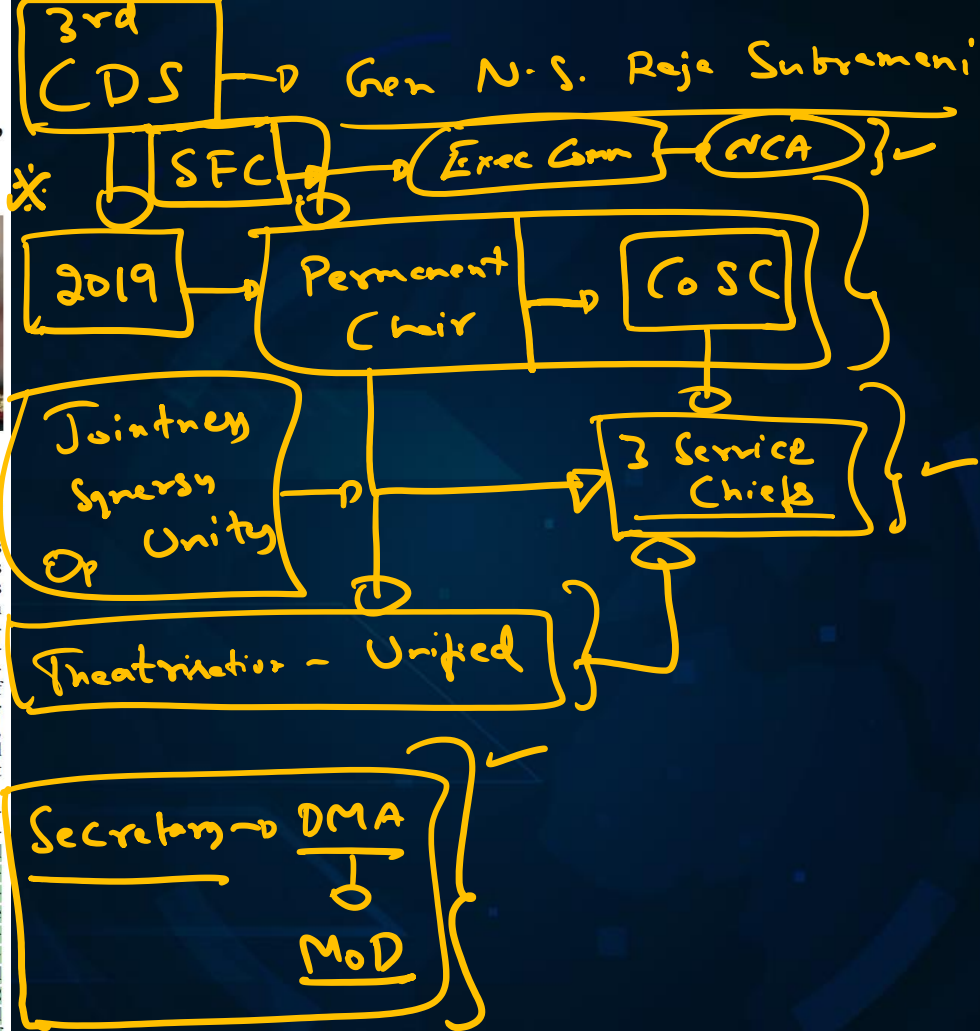 3rd
CDS → Gen N.S. Raja Subramani
SFC → Exec Comm NCA
2019 → Permanent Chair → CoSC
Jointness
Synersy
Unity
Op
3 Service
Chiefs
Theatrisation - Unified
Secretary → DMA
MoD